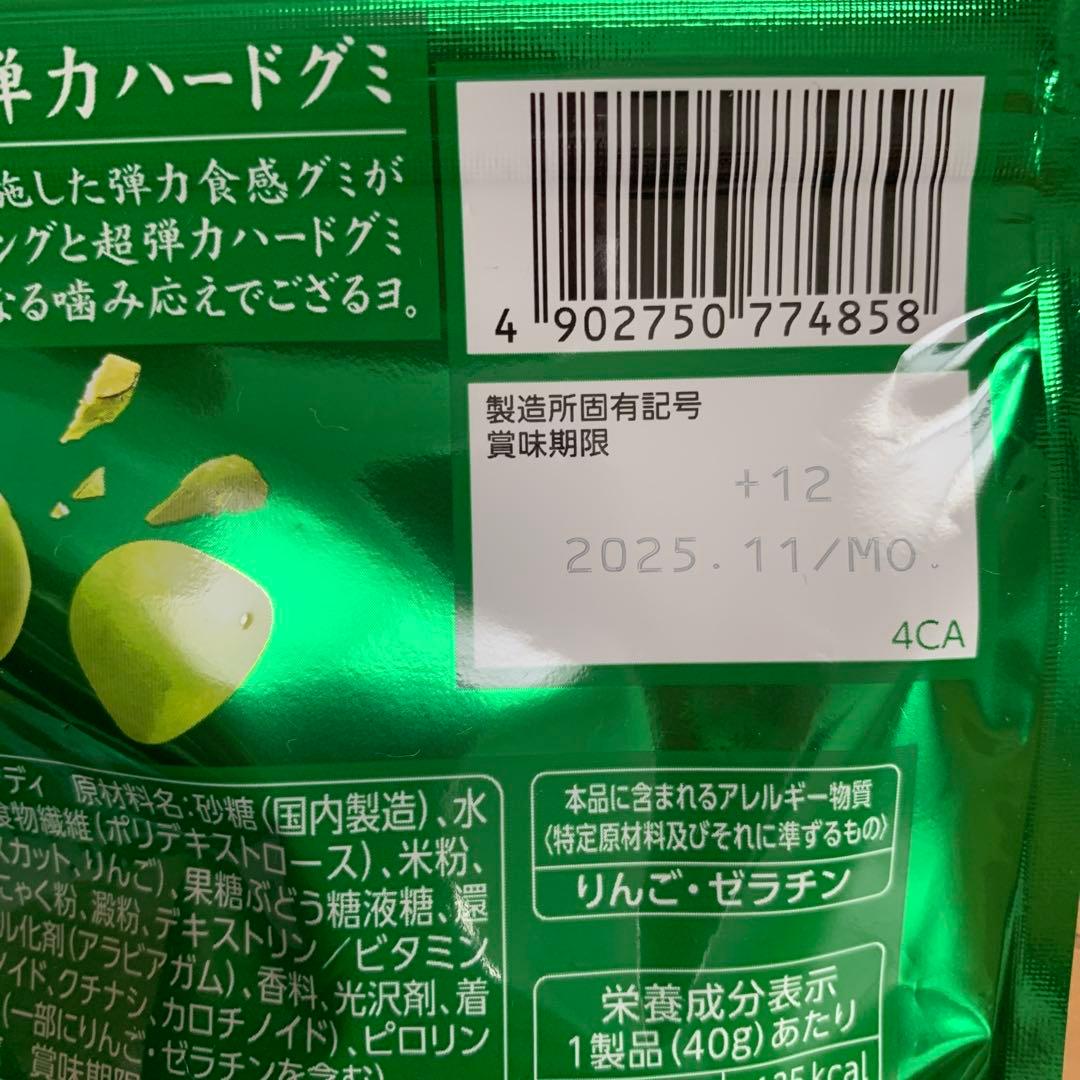 弾力ハードグミ
施した弾力食感グミが
ングと超弾力ハードグミ
なる噛み応えでござるヨ。
4 902750 774858
製造所固有記号
賞味期限
+12
2025.11/MO.
4CA
ディ 原材料名:砂糖(国内製造)、水
食物繊維(ポリデキストロース)、米粉、
スカット、りんご)、果糖ぶどう糖液糖、還
にゃく粉、澱粉、デキストリン/ビタミン
ル化剤(アラビアガム)、香料、光沢剤、着
ノイド、クチナシ、カロチノイド)、ピロリン
(一部にりんご・ゼラチンを含む)
賞味期限
本品に含まれるアレルギー物質
〈特定原材料及びそれに準ずるもの〉
りんご・ゼラチン
栄養成分表示
1製品(40g)あたり
kcal